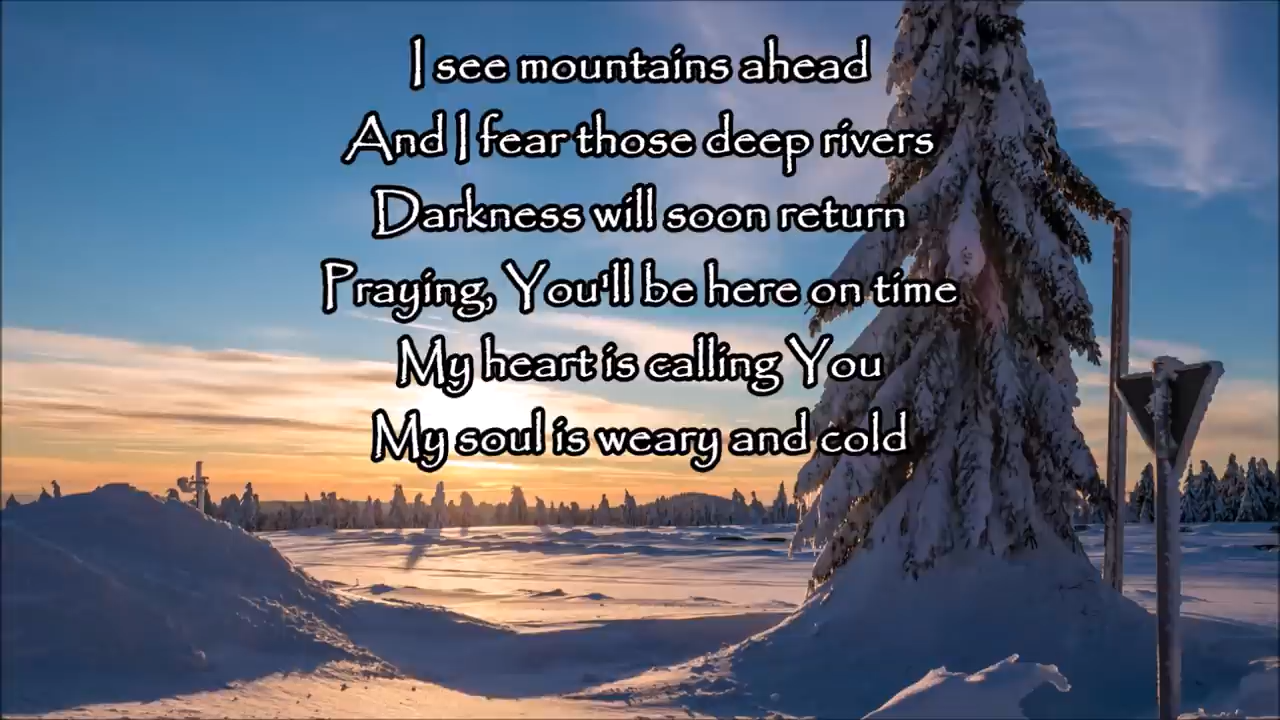 I see mountains ahead
And I fear those deep rivers
Darkness will soon return
Praying, You'll be here on time
My heart is calling You
My soul is weary and cold